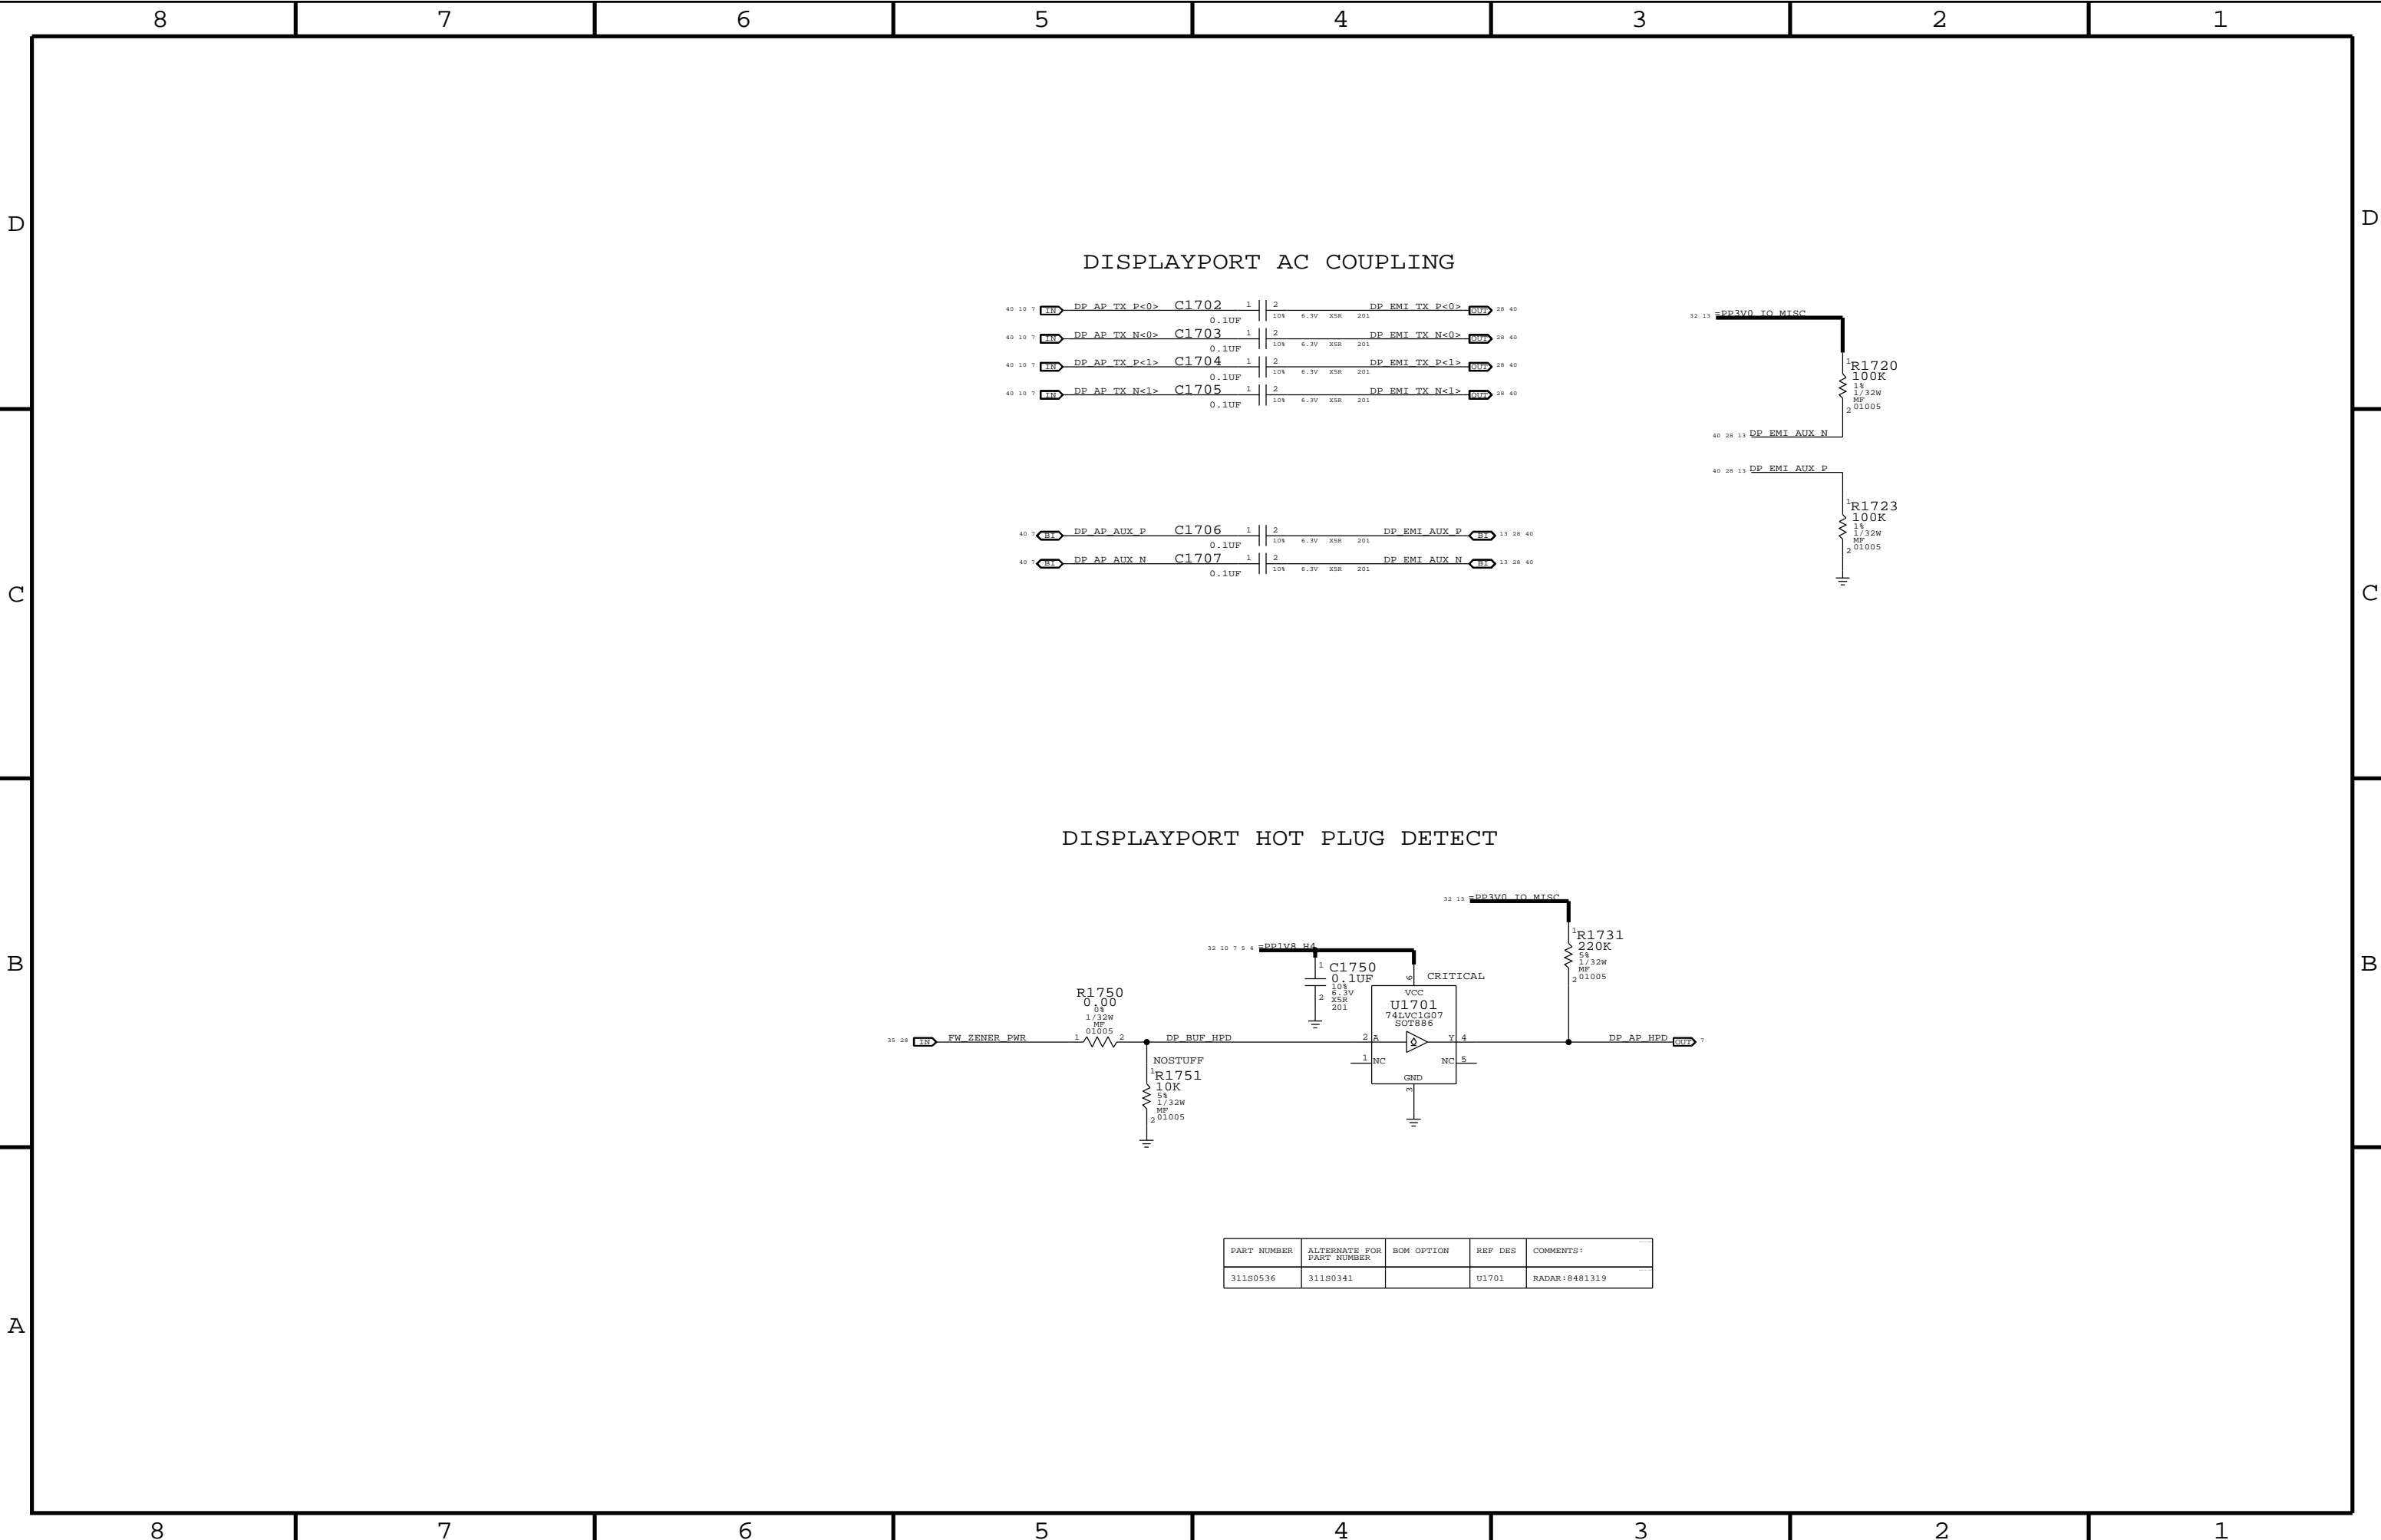 8 7 6 5 4 3 2 1
D D
DISPLAYPORT AC COUPLING
40 10 7 IN DP_AP_TX_P<0> C1702 1 2 DP_EMI_TX_P<0> OUT 28 40
0.1UF 10% 6.3V X5R 201
40 10 7 IN DP_AP_TX_N<0> C1703 1 2 DP_EMI_TX_N<0> OUT 28 40
0.1UF 10% 6.3V X5R 201
40 10 7 IN DP_AP_TX_P<1> C1704 1 2 DP_EMI_TX_P<1> OUT 28 40
0.1UF 10% 6.3V X5R 201
40 10 7 IN DP_AP_TX_N<1> C1705 1 2 DP_EMI_TX_N<1> OUT 28 40
0.1UF 10% 6.3V X5R 201
32 13 =PP3V0_IO_MISC
1
R1720
100K
1%
1/32W
MF
2 01005
40 28 13 DP_EMI_AUX_N
40 28 13 DP_EMI_AUX_P
1
R1723
100K
1%
1/32W
MF
2 01005
40 7 BI DP_AP_AUX_P C1706 1 2 DP_EMI_AUX_P BI 13 28 40
0.1UF 10% 6.3V X5R 201
40 7 BI DP_AP_AUX_N C1707 1 2 DP_EMI_AUX_N BI 13 28 40
0.1UF 10% 6.3V X5R 201
C C
DISPLAYPORT HOT PLUG DETECT
32 13 =PP3V0_IO_MISC
1
R1731
220K
5%
1/32W
MF
2 01005
32 10 7 5 4 =PP1V8_H4
B B
1 C1750
0.1UF
10%
6.3V
2 X5R
201
CRITICAL
6
VCC
U1701
74LVC1G07
SOT886
2 A Y 4
1 NC NC 5
GND
3
R1750
0.00
0%
1/32W
MF
01005
35 28 IN FW_ZENER_PWR 1 2 DP_BUF_HPD
DP_AP_HPD OUT 7
NOSTUFF
1
R1751
10K
5%
1/32W
MF
2 01005
PART NUMBER ALTERNATE FOR PART NUMBER BOM OPTION REF DES COMMENTS:
311S0536 311S0341 U1701 RADAR:8481319
A
8 7 6 5 4 3 2 1